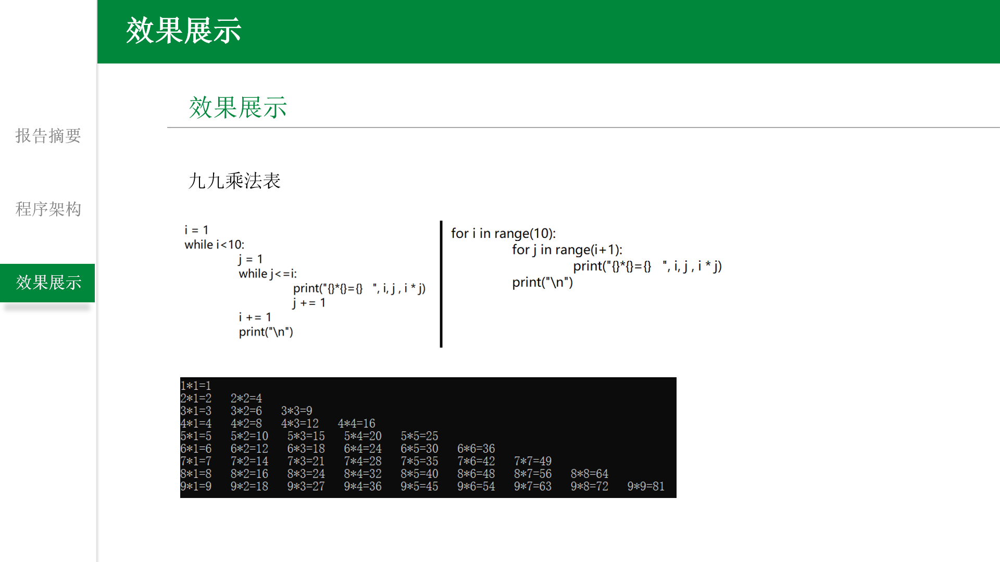 效果展示
报告摘要
程序架构
效果展示
效果展示
九九乘法表
i = 1
while i<10:
j = 1
while j<=i:
print("{}*{}={}   ", i, j , i * j)
j += 1
i += 1
print("\n")
for i in range(10):
for j in range(i+1):
print("{}*{}={}   ", i, j , i * j)
print("\n")
1*1=1
2*1=2   2*2=4
3*1=3   3*2=6   3*3=9
4*1=4   4*2=8   4*3=12   4*4=16
5*1=5   5*2=10   5*3=15   5*4=20   5*5=25
6*1=6   6*2=12   6*3=18   6*4=24   6*5=30   6*6=36
7*1=7   7*2=14   7*3=21   7*4=28   7*5=35   7*6=42   7*7=49
8*1=8   8*2=16   8*3=24   8*4=32   8*5=40   8*6=48   8*7=56   8*8=64
9*1=9   9*2=18   9*3=27   9*4=36   9*5=45   9*6=54   9*7=63   9*8=72   9*9=81